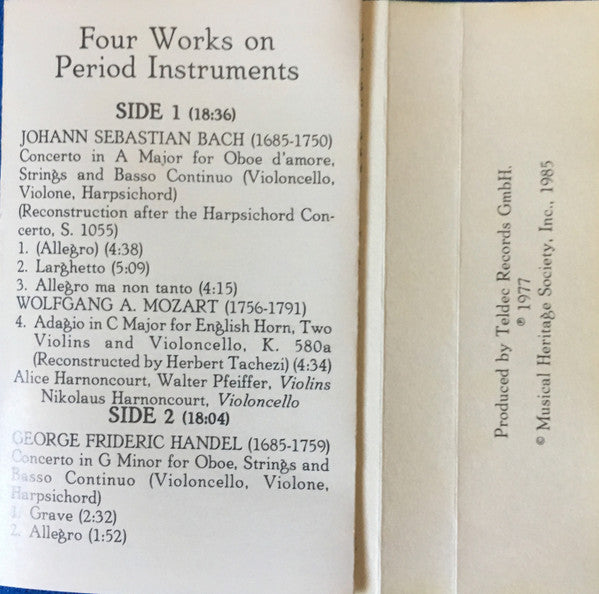 Four Works on
Period Instruments
SIDE 1 (18:36)
JOHANN SEBASTIAN BACH (1685-1750)
Concerto in A Major for Oboe d'amore,
Strings and Basso Continuo (Violoncello,
Violone, Harpsichord)
(Reconstruction after the Harpsichord Con-
certo, S. 1055)
1. (Allegro) (4:38)
2. Larghetto (5:09)
3. Allegro ma non tanto (4:15)
WOLFGANG A. MOZART (1756-1791)
4. Adagio in C Major for English Horn, Two
Violins and Violoncello, K. 580a
(Reconstructed by Herbert Tachezi) (4:34)
Alice Harnoncourt, Walter Pfeiffer, Violins
Nikolaus Harnoncourt, Violoncello
SIDE 2 (18:04)
GEORGE FRIDERIC HANDEL (1685-1759)
Concerto in G Minor for Oboe, Strings and
Basso Continuo (Violoncello, Violone,
Harpsichord)
1. Grave (2:32)
2. Allegro (1:52)
Produced by Teldec Records GmbH.
℗ 1977
© Musical Heritage Society, Inc., 1985